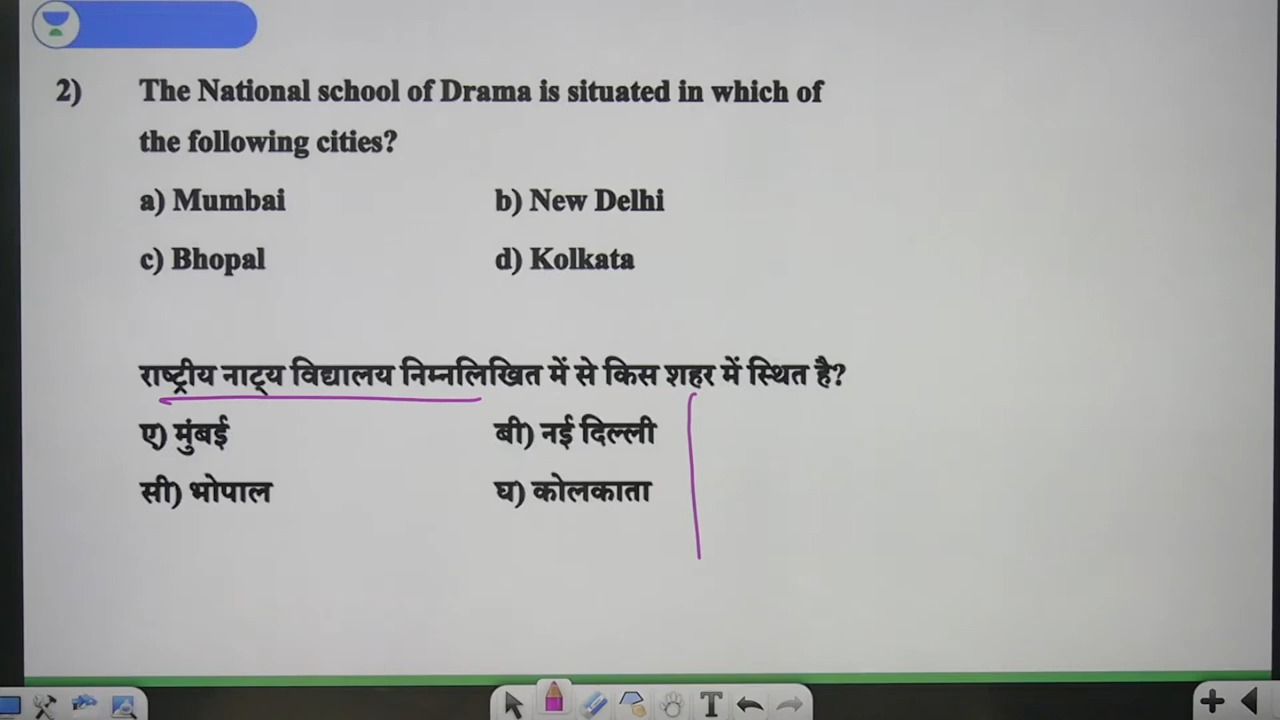 2) The National school of Drama is situated in which of
the following cities?
a) Mumbai b) New Delhi
c) Bhopal d) Kolkata
राष्ट्रीय नाट्य विद्यालय निम्नलिखित में से किस शहर में स्थित है?
ए) मुंबई बी) नई दिल्ली
सी) भोपाल घ) कोलकाता
T